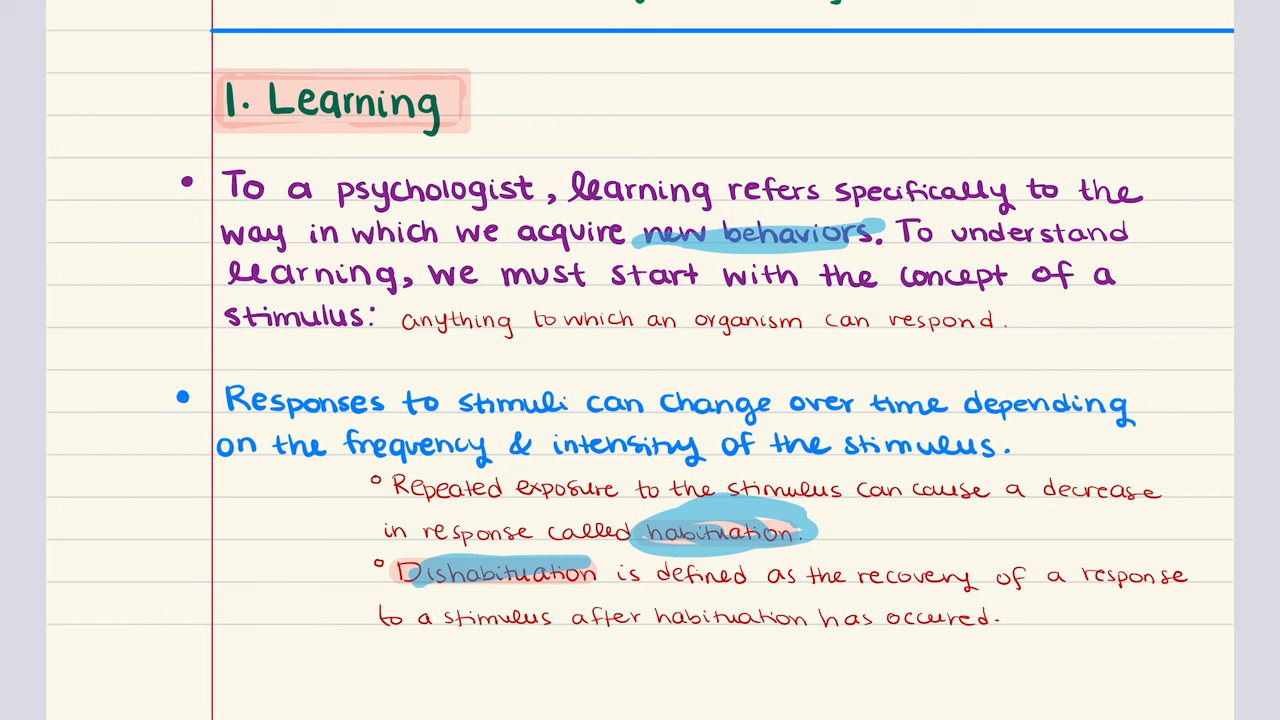 1. Learning
• To a psychologist, learning refers specifically to the
way in which we acquire new behaviors. To understand
learning, we must start with the concept of a
stimulus: anything to which an organism can respond.
• Responses to stimuli can change over time depending
on the frequency & intensity of the stimulus.
° Repeated exposure to the stimulus can cause a decrease
in response called habituation.
° Dishabituation is defined as the recovery of a response
to a stimulus after habituation has occured.